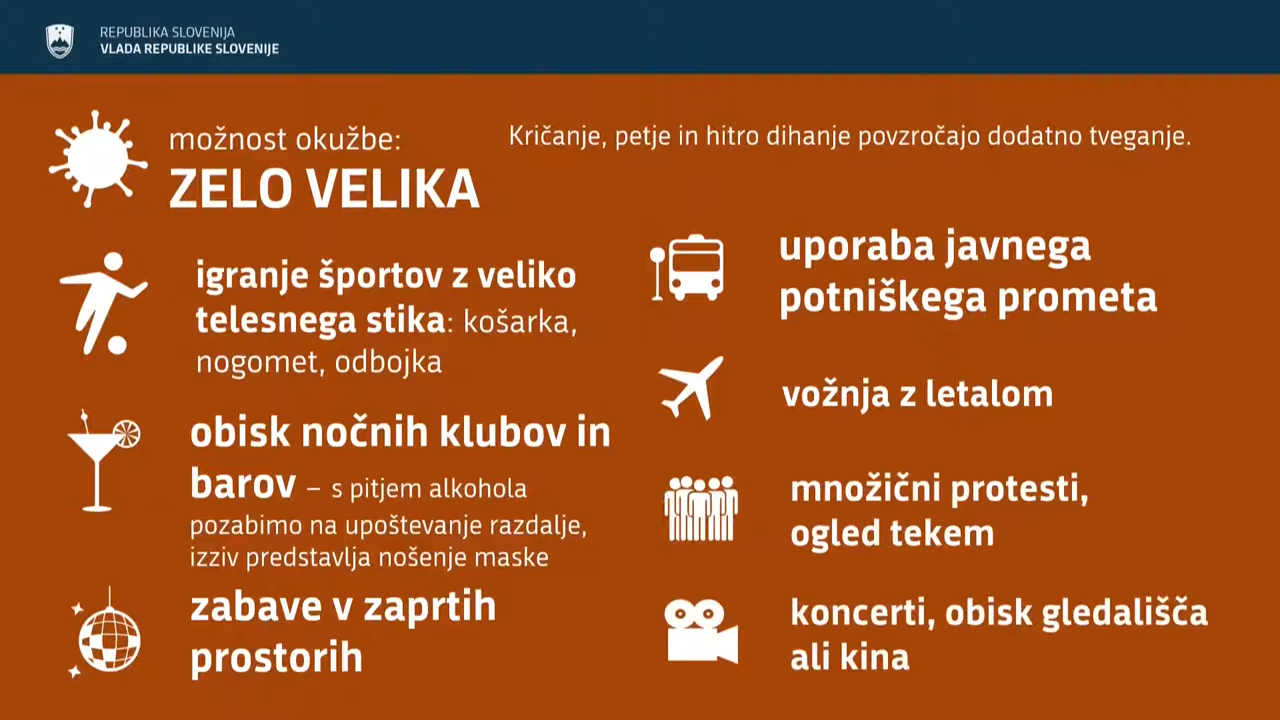 REPUBLIKA SLOVENIJA
VLADA REPUBLIKE SLOVENIJE
možnost okužbe:
ZELO VELIKA
Kričanje, petje in hitro dihanje povzročajo dodatno tveganje.
igranje športov z veliko
telesnega stika: košarka,
nogomet, odbojka
obisk nočnih klubov in
barov – s pitjem alkohola
pozabimo na upoštevanje razdalje,
izziv predstavlja nošenje maske
zabave v zaprtih
prostorih
uporaba javnega
potniškega prometa
vožnja z letalom
množični protesti,
ogled tekem
koncerti, obisk gledališča
ali kina